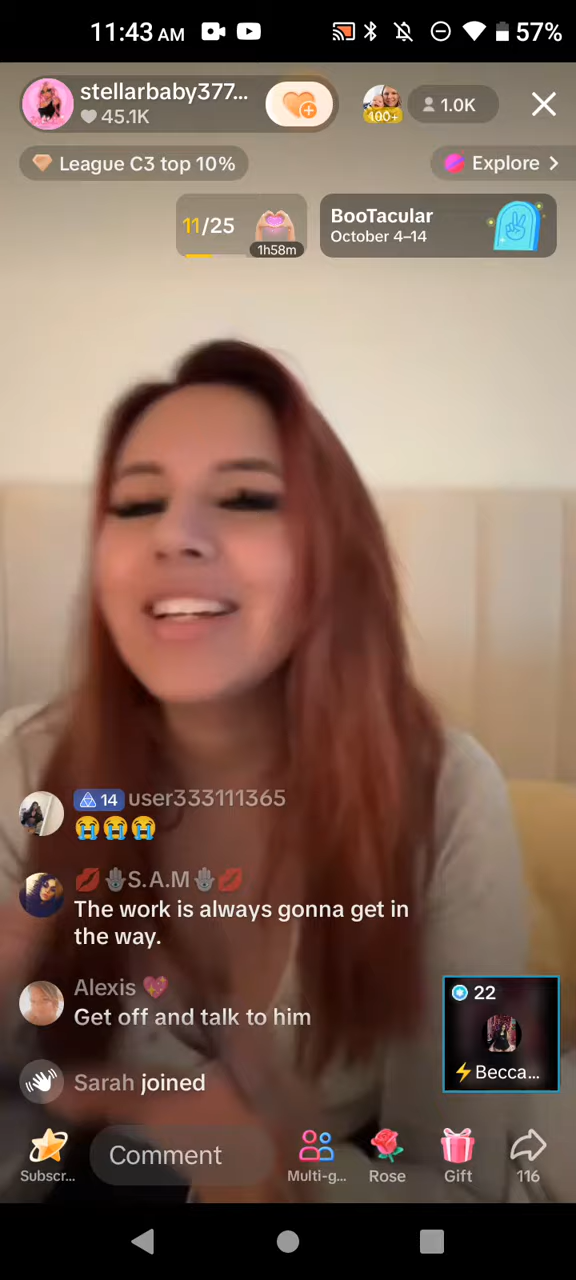 11:43 AM
57%
stellarbaby377...
45.1K
100+
1.0K
League C3 top 10%
Explore >
11/25
1h58m
BooTacular
October 4–14
14 user333111365
😭😭😭
💋🖐🏿S.A.M🖐🏿💋
The work is always gonna get in
the way.
Alexis 💖
Get off and talk to him
Sarah joined
22
⚡Becca...
Comment
Subscr...
Multi-g...
Rose
Gift
116